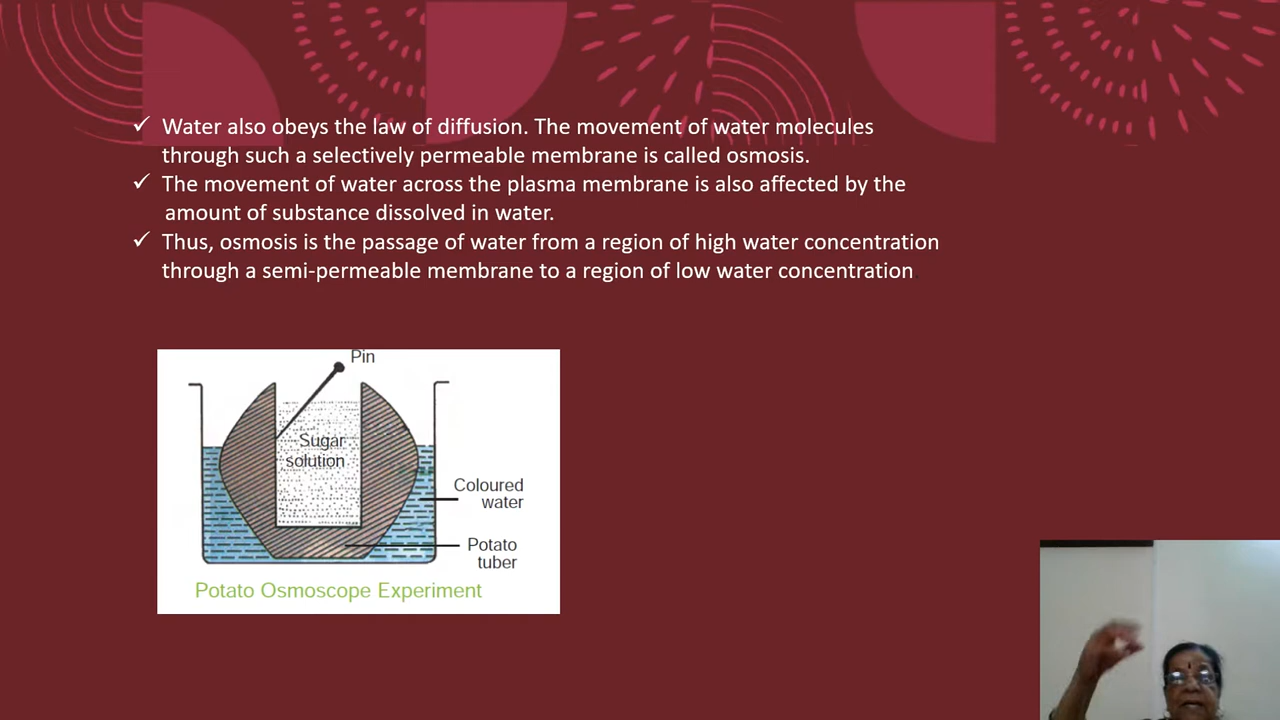 ✓ Water also obeys the law of diffusion. The movement of water molecules
through such a selectively permeable membrane is called osmosis.
✓ The movement of water across the plasma membrane is also affected by the
amount of substance dissolved in water.
✓ Thus, osmosis is the passage of water from a region of high water concentration
through a semi-permeable membrane to a region of low water concentration
Pin
Sugar
solution
Coloured
water
Potato
tuber
Potato Osmoscope Experiment